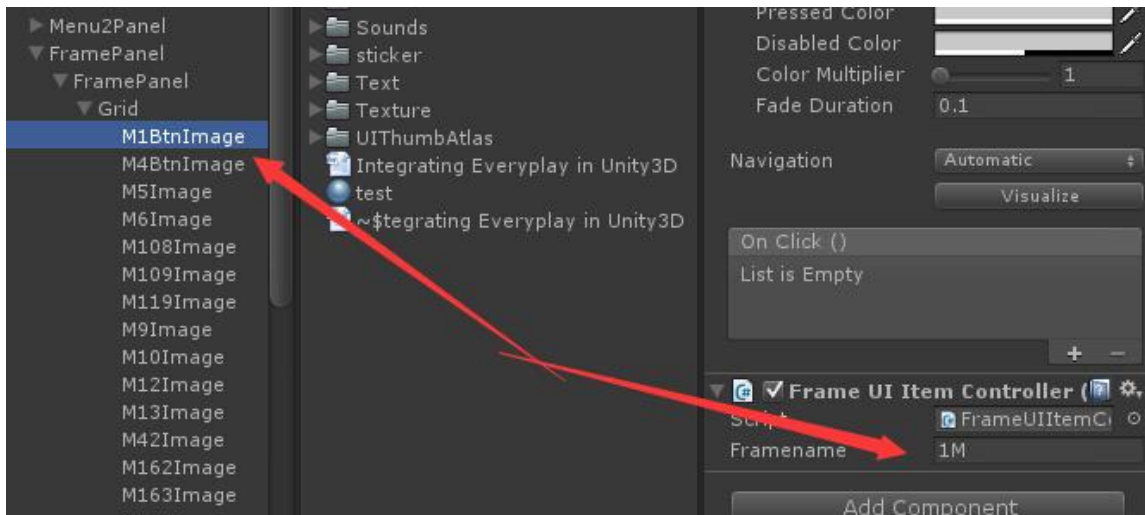 Menu2Panel
FramePanel
FramePanel
Grid
M1BtnImage
M4BtnImage
M5Image
M6Image
M108Image
M109Image
M119Image
M9Image
M10Image
M12Image
M13Image
M42Image
M162Image
M163Image
Sounds
sticker
Text
Texture
UIThumbAtlas
Integrating Everyplay in Unity3D
test
~$tegrating Everyplay in Unity3D
Pressed Color
Disabled Color
Color Multiplier 1
Fade Duration 0.1
Navigation Automatic
Visualize
On Click ()
List is Empty
+ −
Frame UI Item Controller (
Script FrameUIItemC
Framename 1M
Add Component